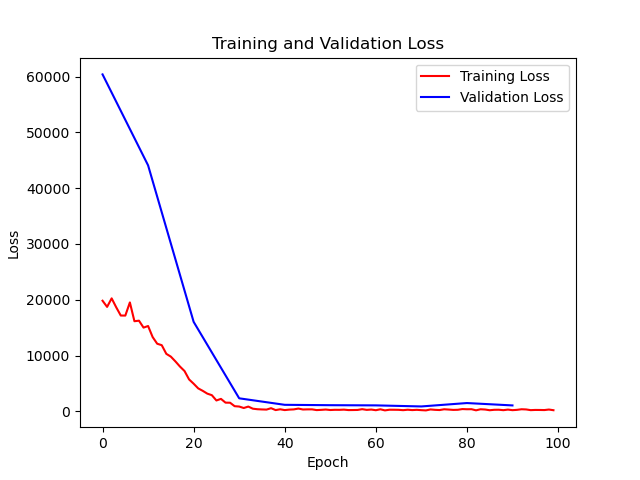 Training and Validation Loss
Training Loss
Validation Loss
60000
50000
40000
30000
20000
10000
0
Loss
0 20 40 60 80 100
Epoch